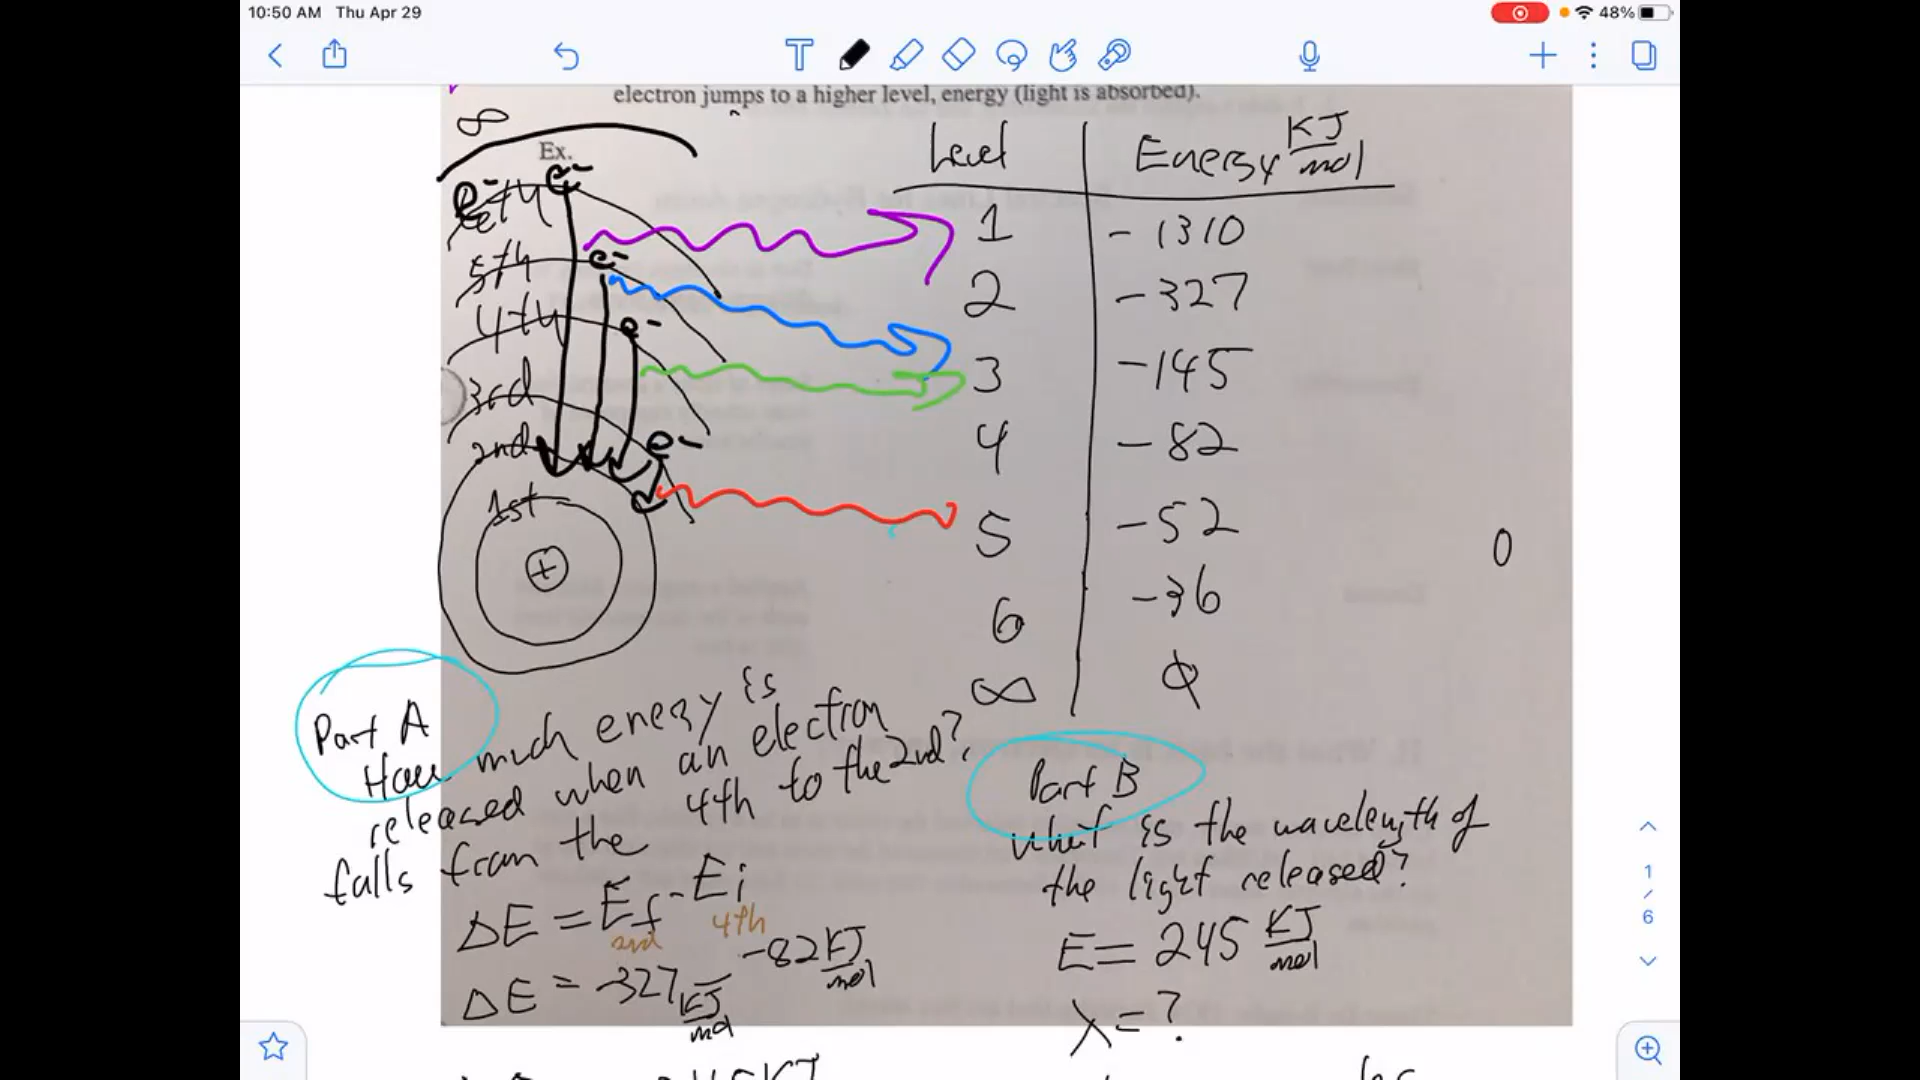 10:50 AM Thu Apr 29
48%
electron jumps to a higher level, energy (light is absorbed).
∞
Ex.
e-
e-
6th
e-
5th
4th
e-
3rd
2nd
e-
1st
+
Level Energy KJ/mol
1 -1310
2 -327
3 -145
4 -82
5 -52
0
6 -36
∞ φ
Part A
How much energy is
released when an electron
falls from the 4th to the 2nd?
ΔE = Ef - Ei
2nd 4th
ΔE = -327 KJ/mol - -82 KJ/mol
Part B
What is the wavelength of
the light released?
E = 245 KJ/mol
λ = ?
1
/
6